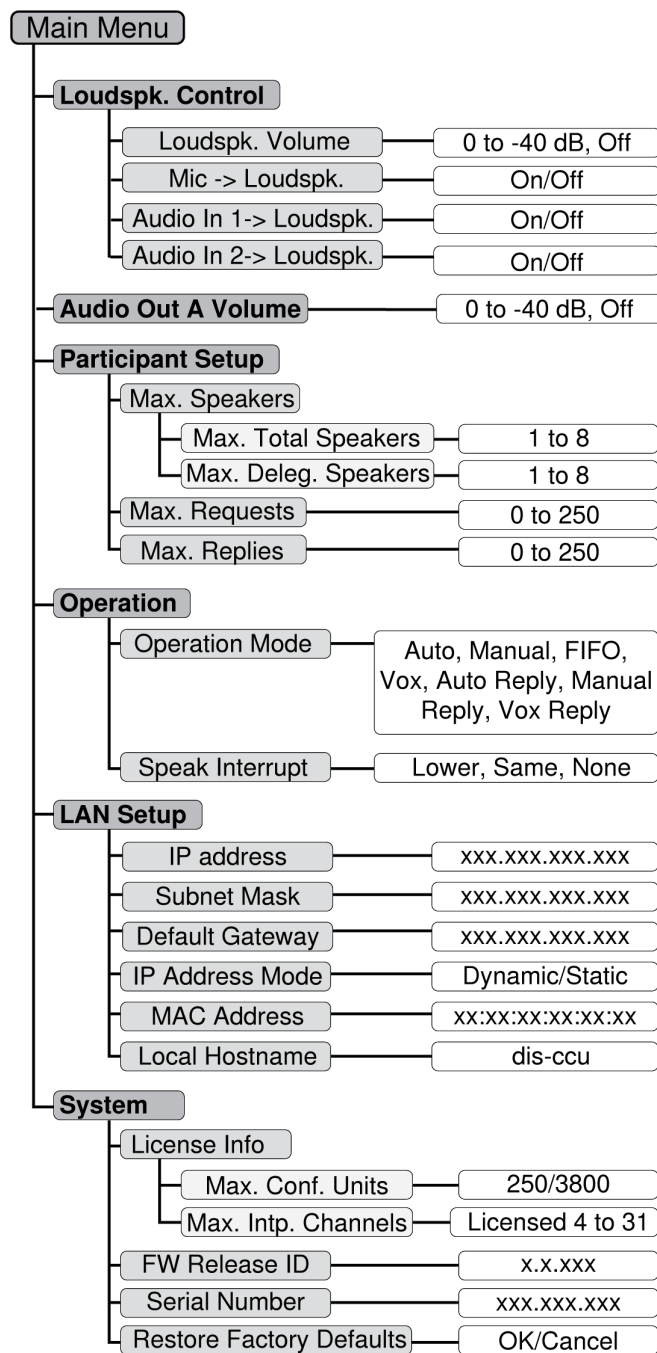 Main Menu
Loudspk. Control
Loudspk. Volume 0 to -40 dB, Off
Mic -> Loudspk. On/Off
Audio In 1-> Loudspk. On/Off
Audio In 2-> Loudspk. On/Off
Audio Out A Volume 0 to -40 dB, Off
Participant Setup
Max. Speakers
Max. Total Speakers 1 to 8
Max. Deleg. Speakers 1 to 8
Max. Requests 0 to 250
Max. Replies 0 to 250
Operation
Operation Mode
Auto, Manual, FIFO,
Vox, Auto Reply, Manual
Reply, Vox Reply
Speak Interrupt Lower, Same, None
LAN Setup
IP address xxx.xxx.xxx.xxx
Subnet Mask xxx.xxx.xxx.xxx
Default Gateway xxx.xxx.xxx.xxx
IP Address Mode Dynamic/Static
MAC Address xx:xx:xx:xx:xx:xx
Local Hostname dis-ccu
System
License Info
Max. Conf. Units 250/3800
Max. Intp. Channels Licensed 4 to 31
FW Release ID x.x.xxx
Serial Number xxx.xxx.xxx
Restore Factory Defaults OK/Cancel